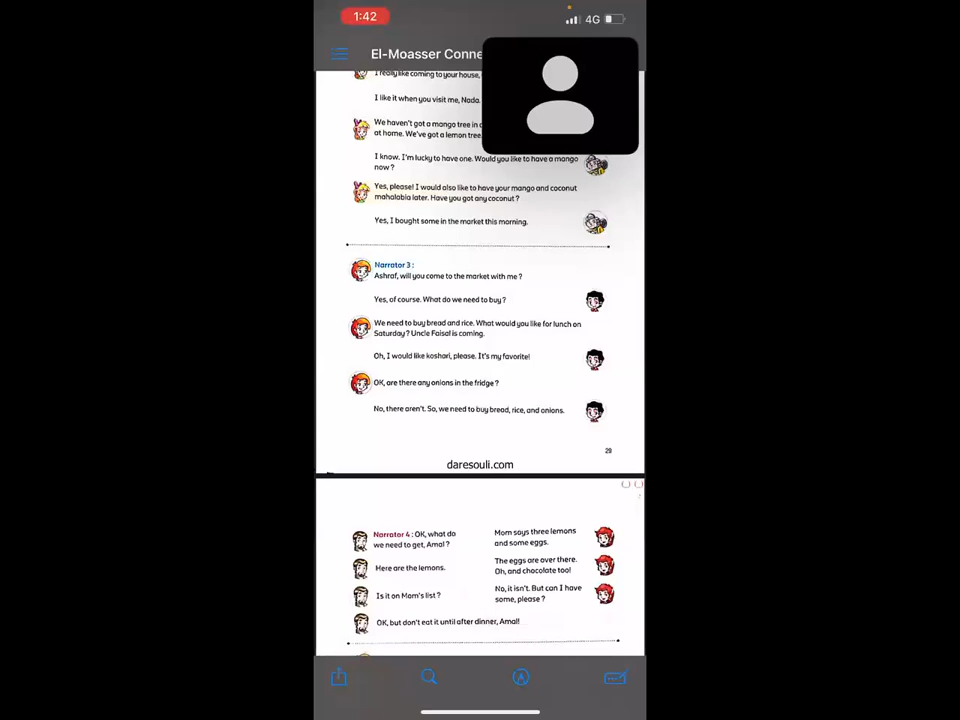 1:42
4G
El-Moasser Conne
I really like coming to your house,
I like it when you visit me, Nada.
We haven't got a mango tree in
at home. We've got a lemon tree.
I know. I'm lucky to have one. Would you like to have a mango
now?
Yes, please! I would also like to have your mango and coconut
mahalabia later. Have you got any coconut?
Yes, I bought some in the market this morning.
Narrator 3:
Ashraf, will you come to the market with me?
Yes, of course. What do we need to buy?
We need to buy bread and rice. What would you like for lunch on
Saturday? Uncle Faisal is coming.
Oh, I would like koshari, please. It's my favorite!
OK, are there any onions in the fridge?
No, there aren't. So, we need to buy bread, rice, and onions.
29
daresouli.com
Narrator 4: OK, what do
we need to get, Amal?
Mom says three lemons
and some eggs.
Here are the lemons.
The eggs are over there.
Oh, and chocolate too!
Is it on Mom's list?
No, it isn't. But can I have
some, please?
OK, but don't eat it until after dinner, Amal!